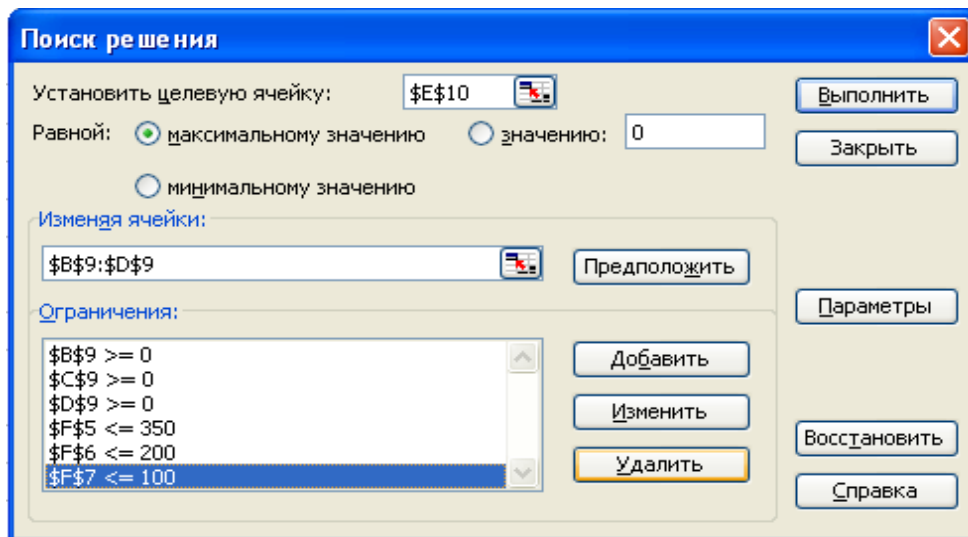 Поиск решения
Установить целевую ячейку: $E$10
Выполнить
Равной: максимальному значению значению: 0
Закрыть
минимальному значению
Изменяя ячейки:
$B$9:$D$9
Предположить
Ограничения:
Параметры
$B$9 >= 0
$C$9 >= 0
$D$9 >= 0
$F$5 <= 350
$F$6 <= 200
$F$7 <= 100
Добавить
Изменить
Удалить
Восстановить
Справка